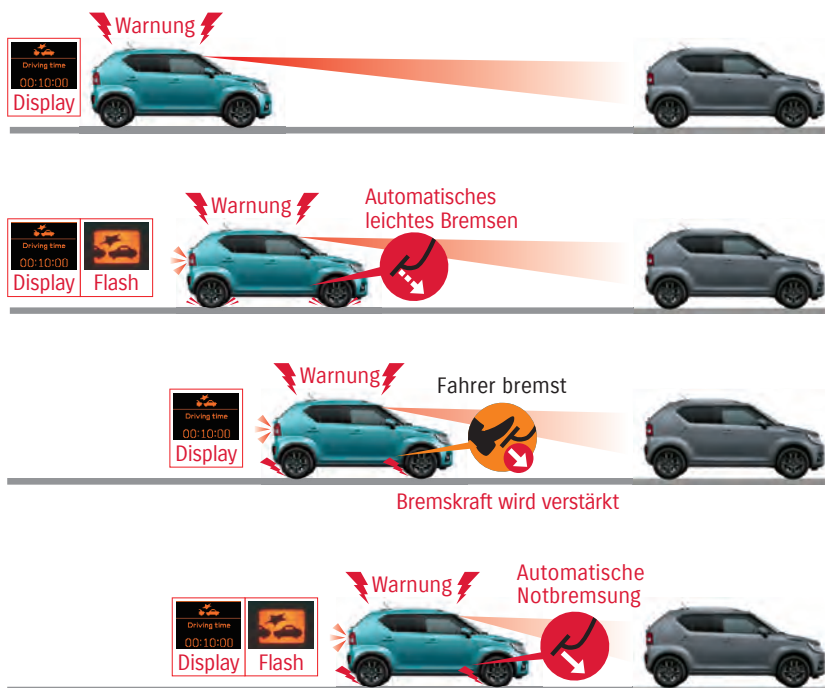 Warnung
Driving time
00:10:00
Display
Warnung
Automatisches
leichtes Bremsen
Driving time
00:10:00
Display
Flash
Warnung
Fahrer bremst
Driving time
00:10:00
Display
Bremskraft wird verstärkt
Warnung
Automatische
Notbremsung
Driving time
00:10:00
Display
Flash